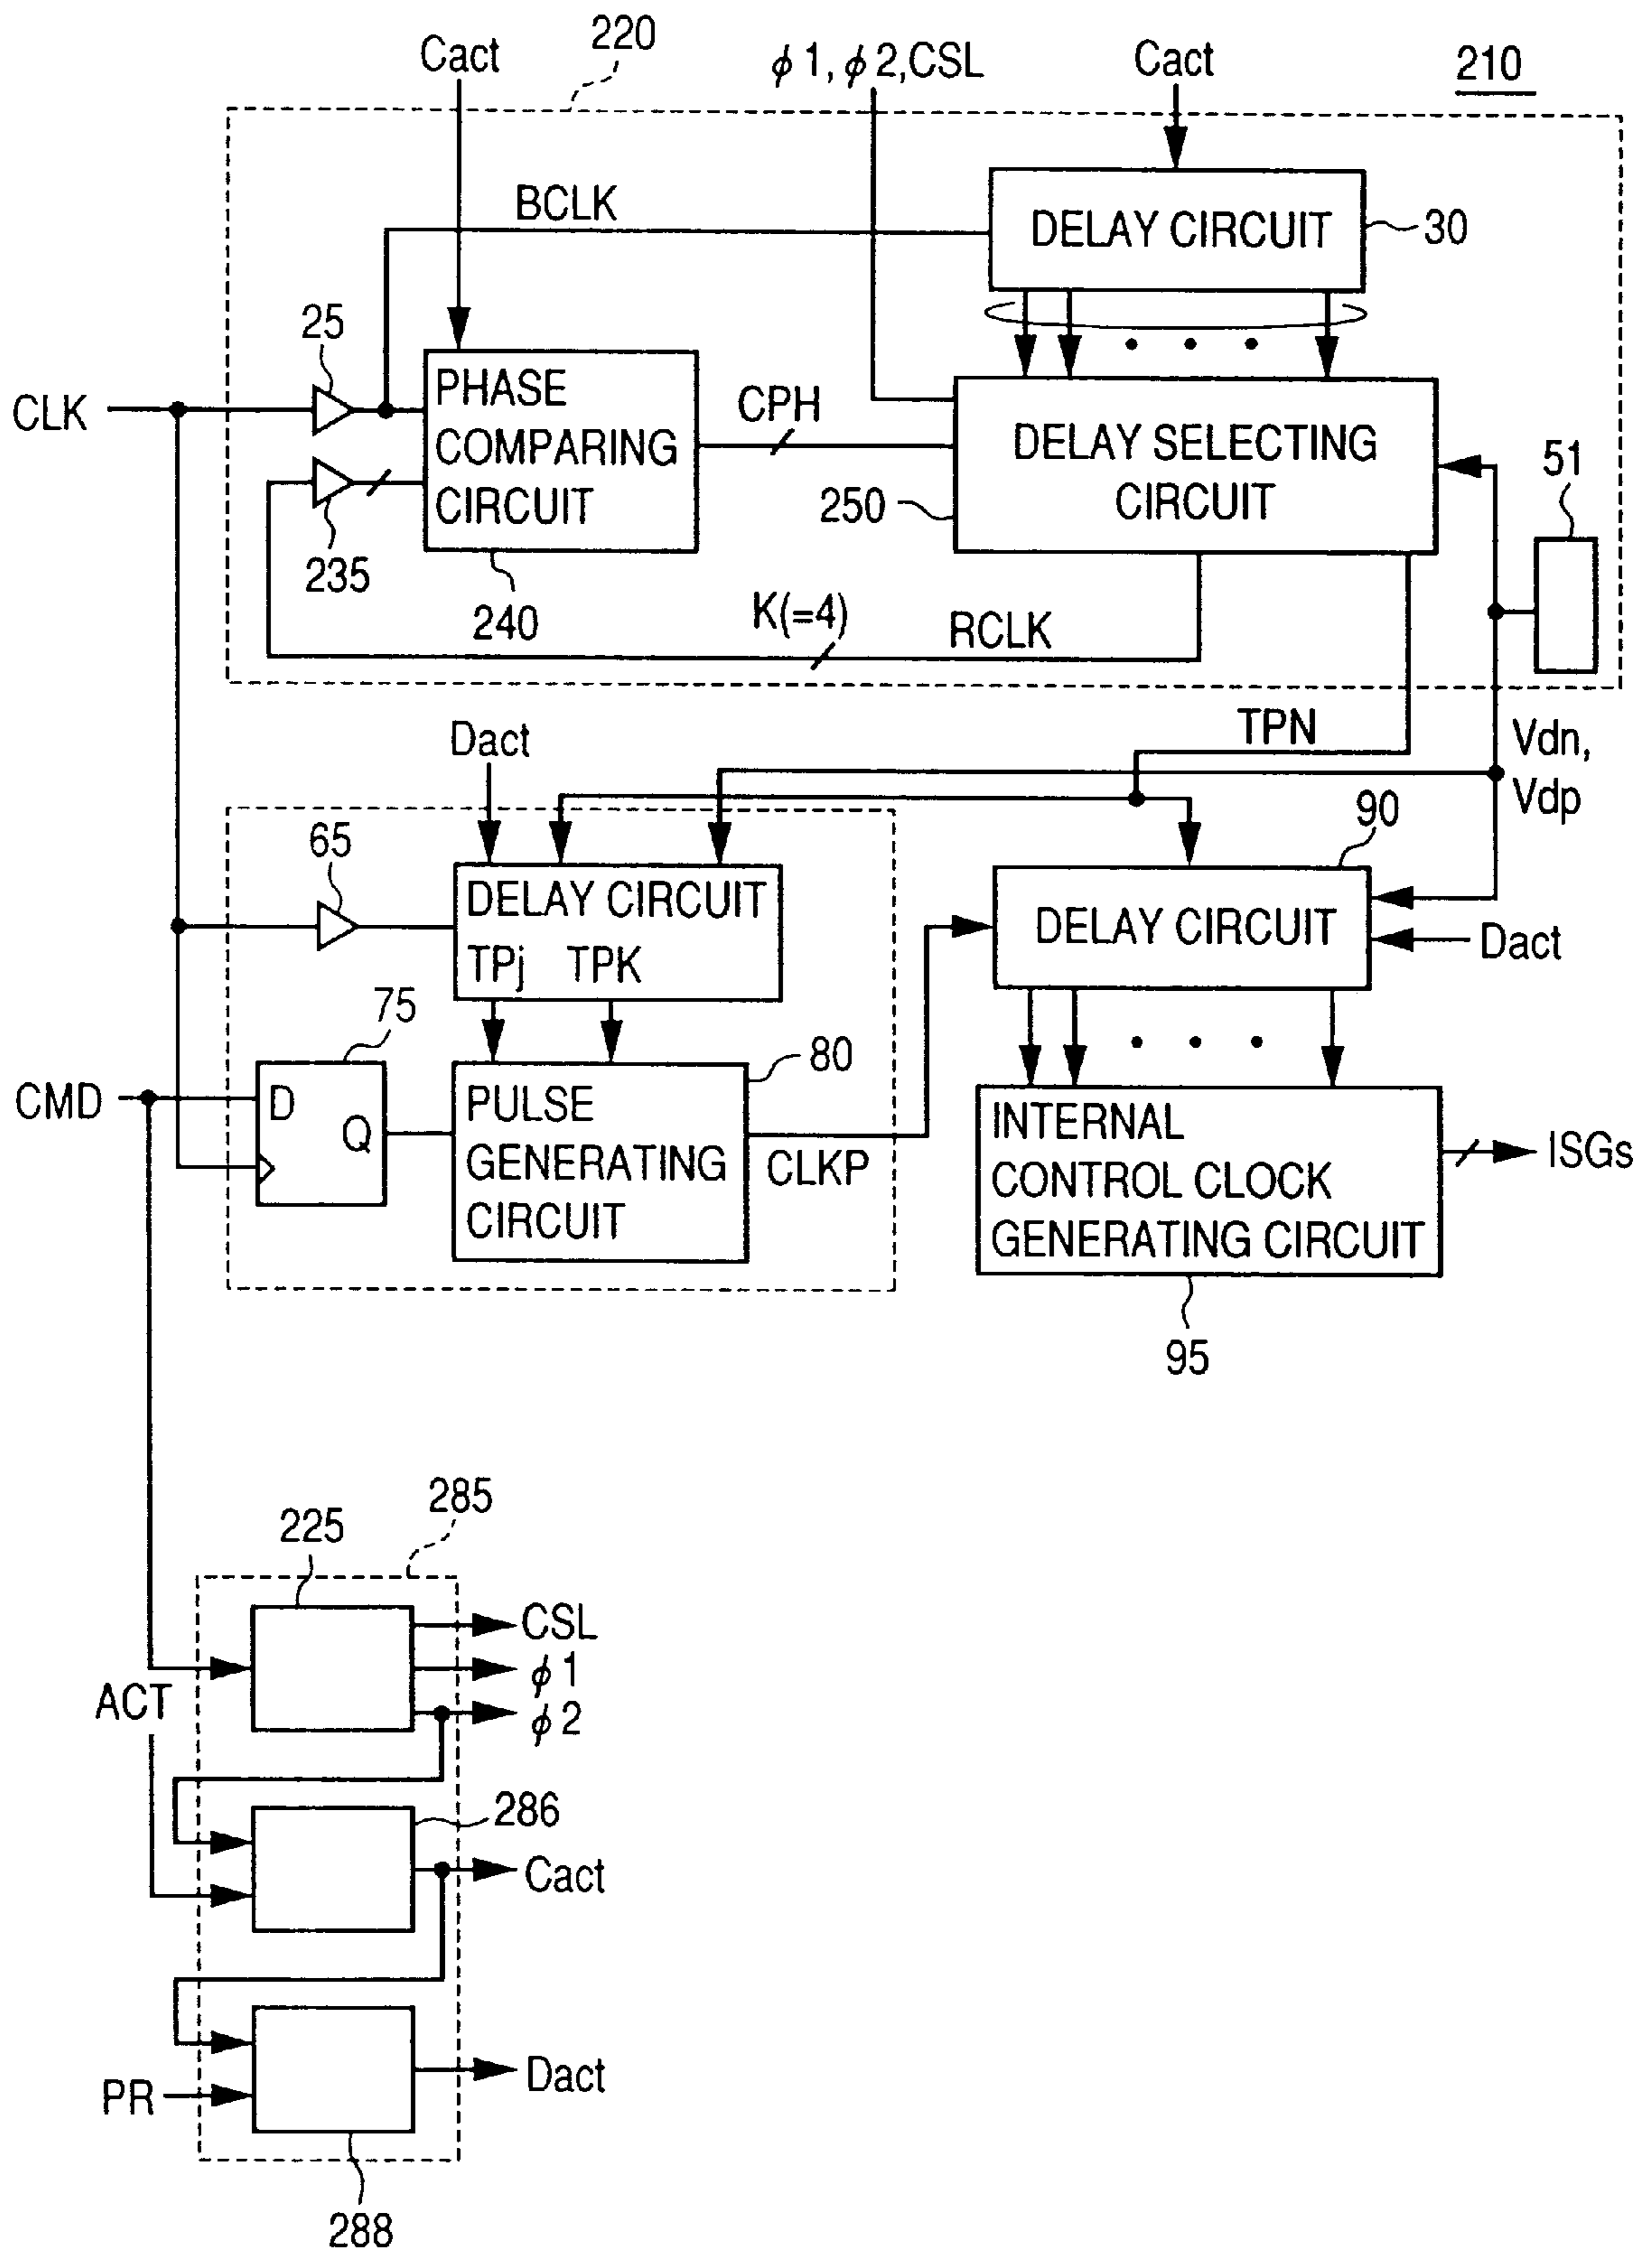 220
Cact
ϕ1, ϕ2,CSL
Cact
210
BCLK
DELAY CIRCUIT
30
25
CLK
PHASE
COMPARING
CIRCUIT
CPH
DELAY SELECTING
CIRCUIT
250
51
235
240
K(=4)
RCLK
TPN
Vdn,
Vdp
Dact
65
DELAY CIRCUIT
TPj TPK
90
DELAY CIRCUIT
Dact
75
80
CMD
D
Q
PULSE
GENERATING
CIRCUIT
CLKP
INTERNAL
CONTROL CLOCK
GENERATING CIRCUIT
ISGs
95
285
225
CSL
ϕ1
ϕ2
ACT
286
Cact
Dact
PR
288